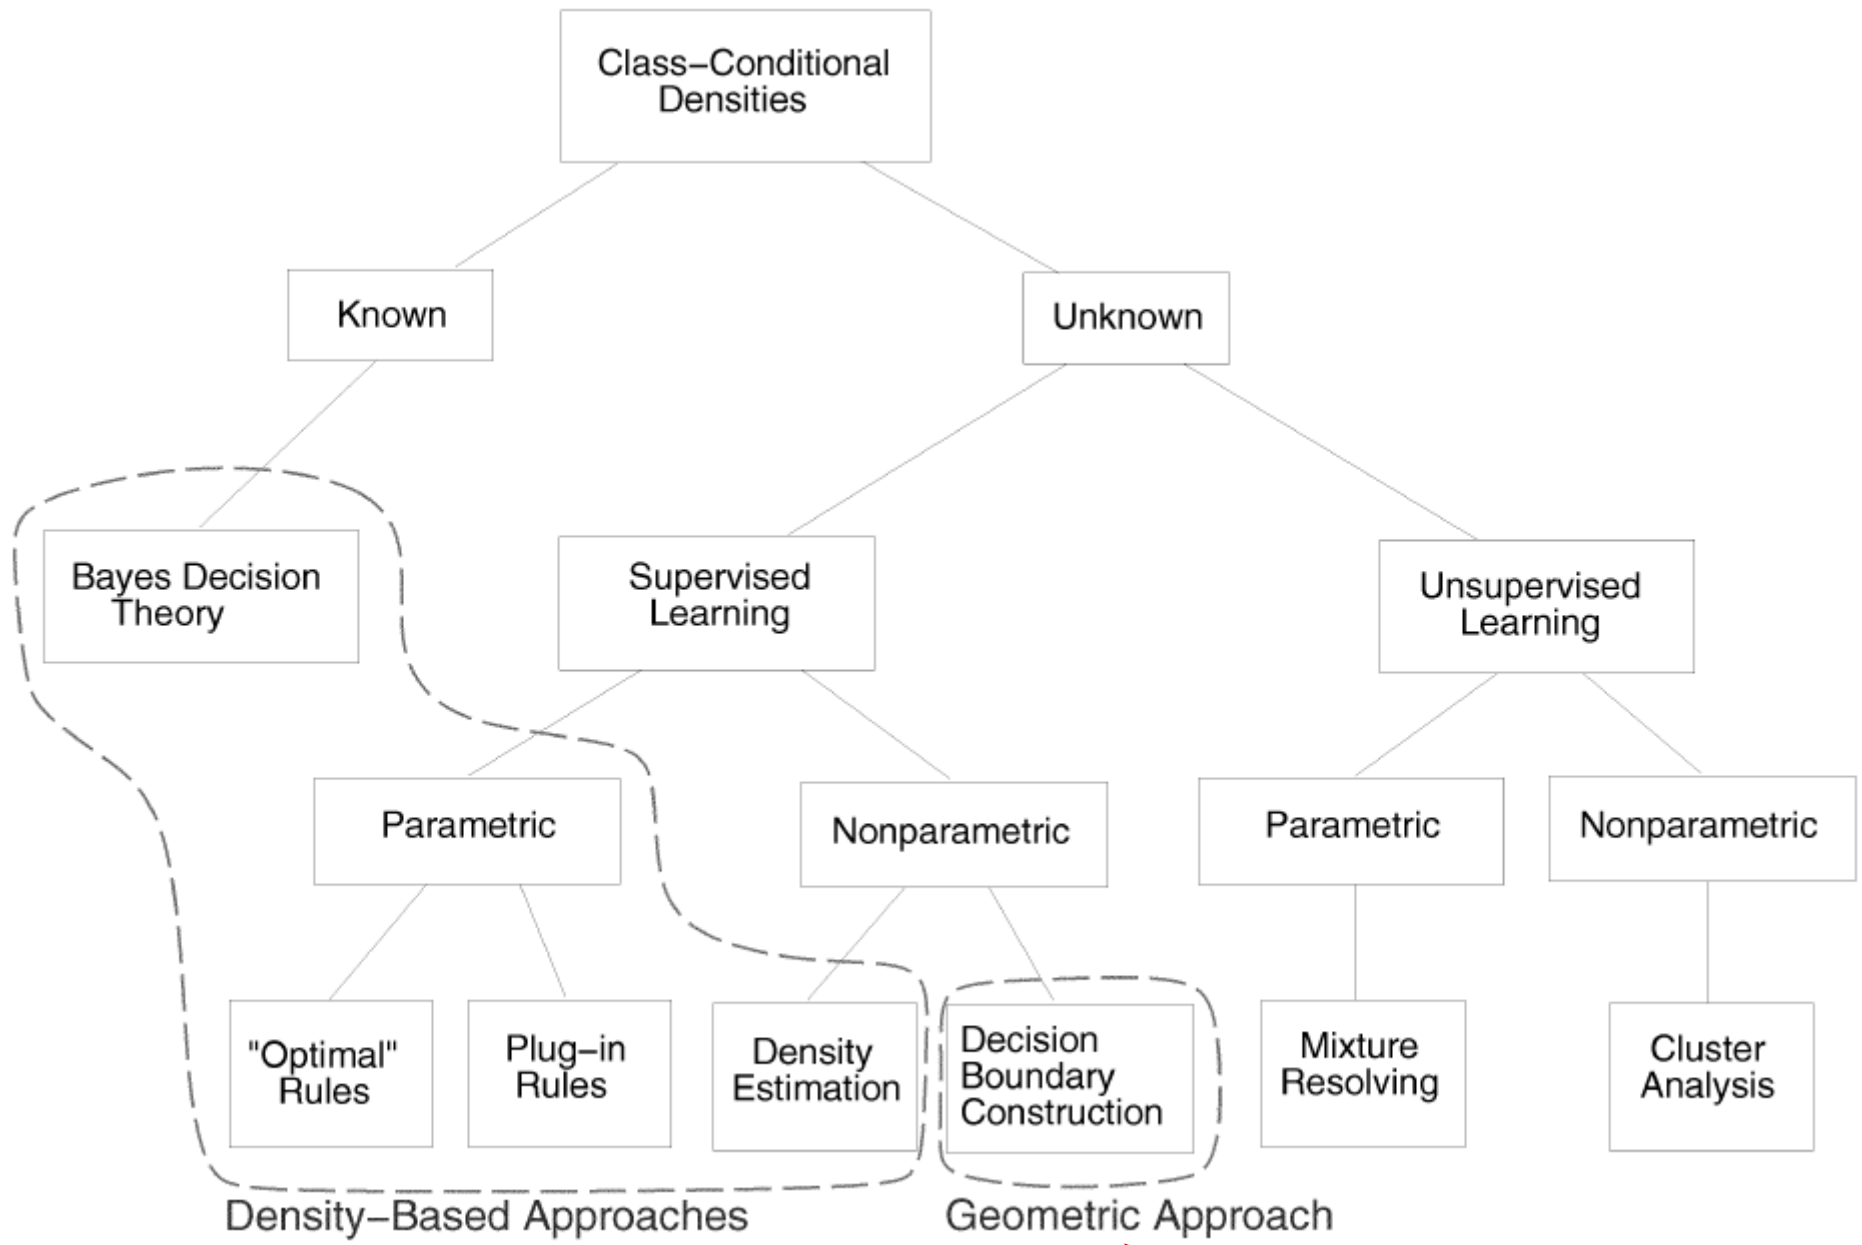 Class–Conditional
Densities
Known
Unknown
Bayes Decision
Theory
Supervised
Learning
Unsupervised
Learning
Parametric
Nonparametric
Parametric
Nonparametric
"Optimal"
Rules
Plug–in
Rules
Density
Estimation
Decision
Boundary
Construction
Mixture
Resolving
Cluster
Analysis
Density–Based Approaches
Geometric Approach